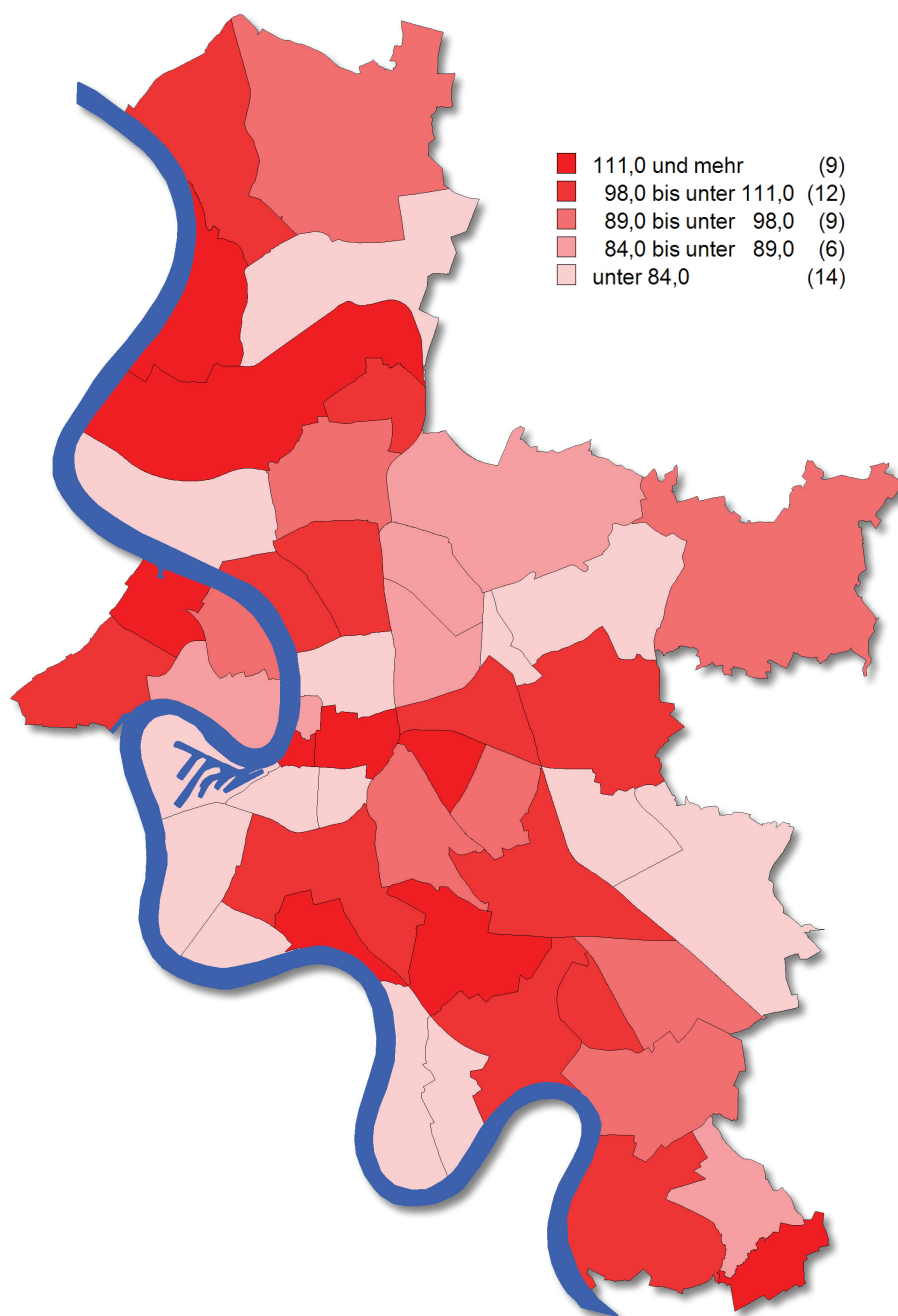 111,0 und mehr (9)
98,0 bis unter 111,0 (12)
89,0 bis unter 98,0 (9)
84,0 bis unter 89,0 (6)
unter 84,0 (14)